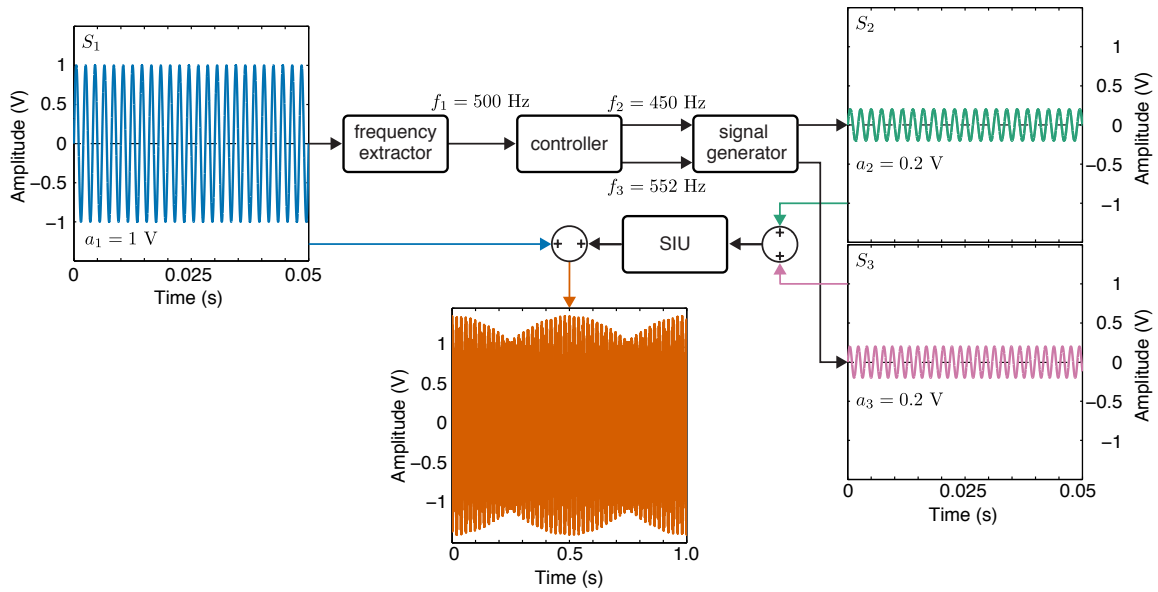 S₁
1
0.5
0
−0.5
−1
Amplitude (V)
a₁ = 1 V
0
0.025
0.05
Time (s)
frequency
extractor
f₁ = 500 Hz
controller
f₂ = 450 Hz
f₃ = 552 Hz
signal
generator
S₂
1
0.5
0
−0.5
−1
Amplitude (V)
a₂ = 0.2 V
+ +
SIU
+
+
S₃
1
0.5
0
−0.5
−1
Amplitude (V)
a₃ = 0.2 V
0
0.025
0.05
Time (s)
1
0.5
0
−0.5
−1
Amplitude (V)
0
0.5
1.0
Time (s)